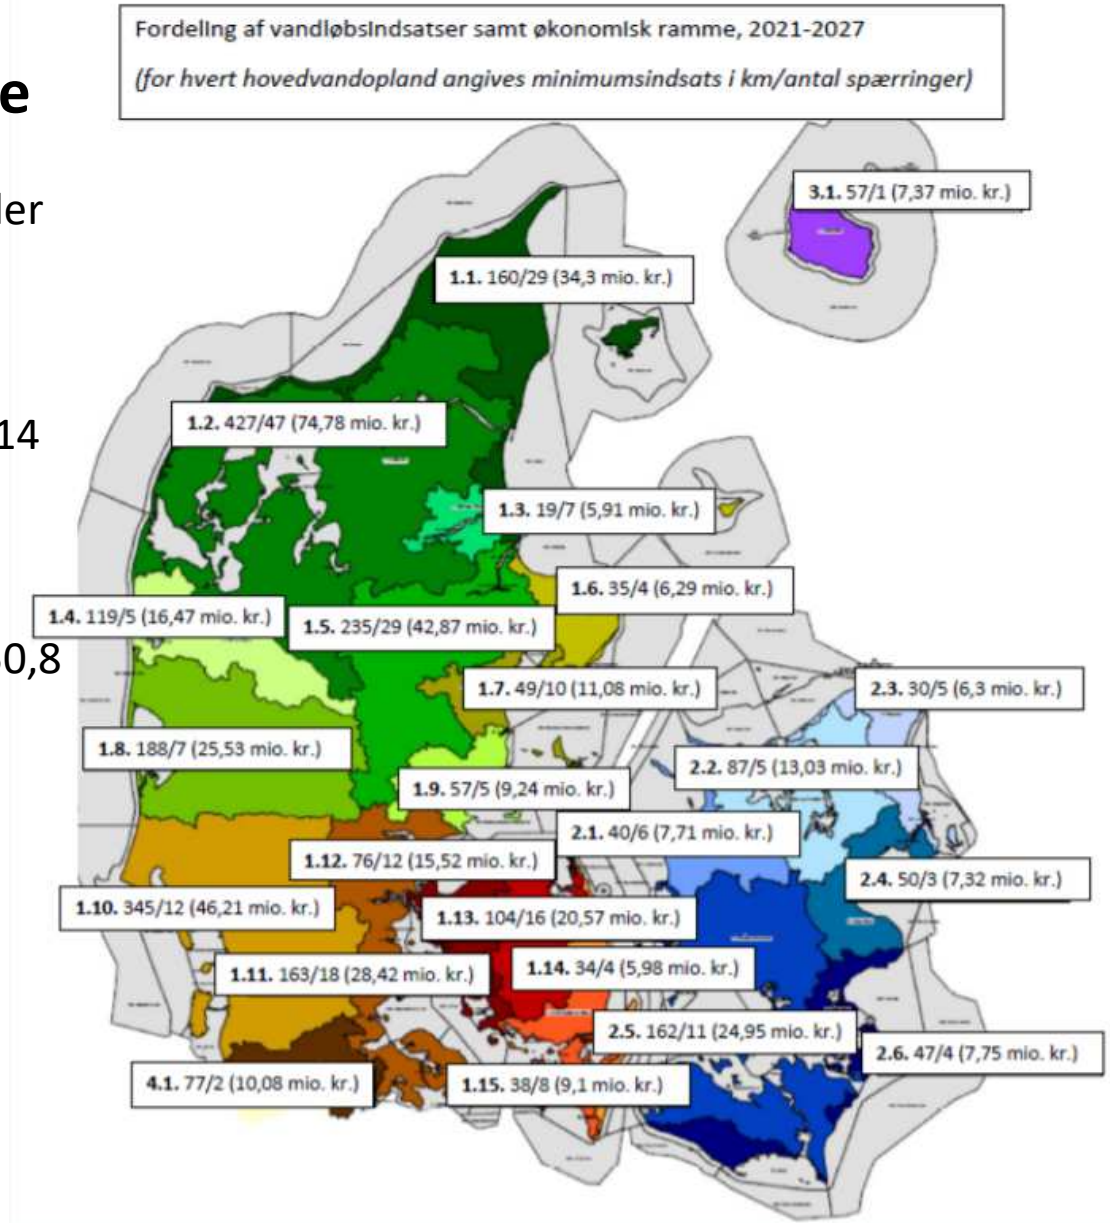 Fordeling af vandløbsindsatser samt økonomisk ramme, 2021-2027
(for hvert hovedvandopland angives minimumsindsats i km/antal spærringer)
e
ler
14
0,8
3.1. 57/1 (7,37 mio. kr.)
1.1. 160/29 (34,3 mio. kr.)
1.2. 427/47 (74,78 mio. kr.)
1.3. 19/7 (5,91 mio. kr.)
1.6. 35/4 (6,29 mio. kr.)
1.4. 119/5 (16,47 mio. kr.)
1.5. 235/29 (42,87 mio. kr.)
1.7. 49/10 (11,08 mio. kr.)
2.3. 30/5 (6,3 mio. kr.)
1.8. 188/7 (25,53 mio. kr.)
2.2. 87/5 (13,03 mio. kr.)
1.9. 57/5 (9,24 mio. kr.)
2.1. 40/6 (7,71 mio. kr.)
1.12. 76/12 (15,52 mio. kr.)
2.4. 50/3 (7,32 mio. kr.)
1.10. 345/12 (46,21 mio. kr.)
1.13. 104/16 (20,57 mio. kr.)
1.11. 163/18 (28,42 mio. kr.)
1.14. 34/4 (5,98 mio. kr.)
2.5. 162/11 (24,95 mio. kr.)
2.6. 47/4 (7,75 mio. kr.)
4.1. 77/2 (10,08 mio. kr.)
1.15. 38/8 (9,1 mio. kr.)